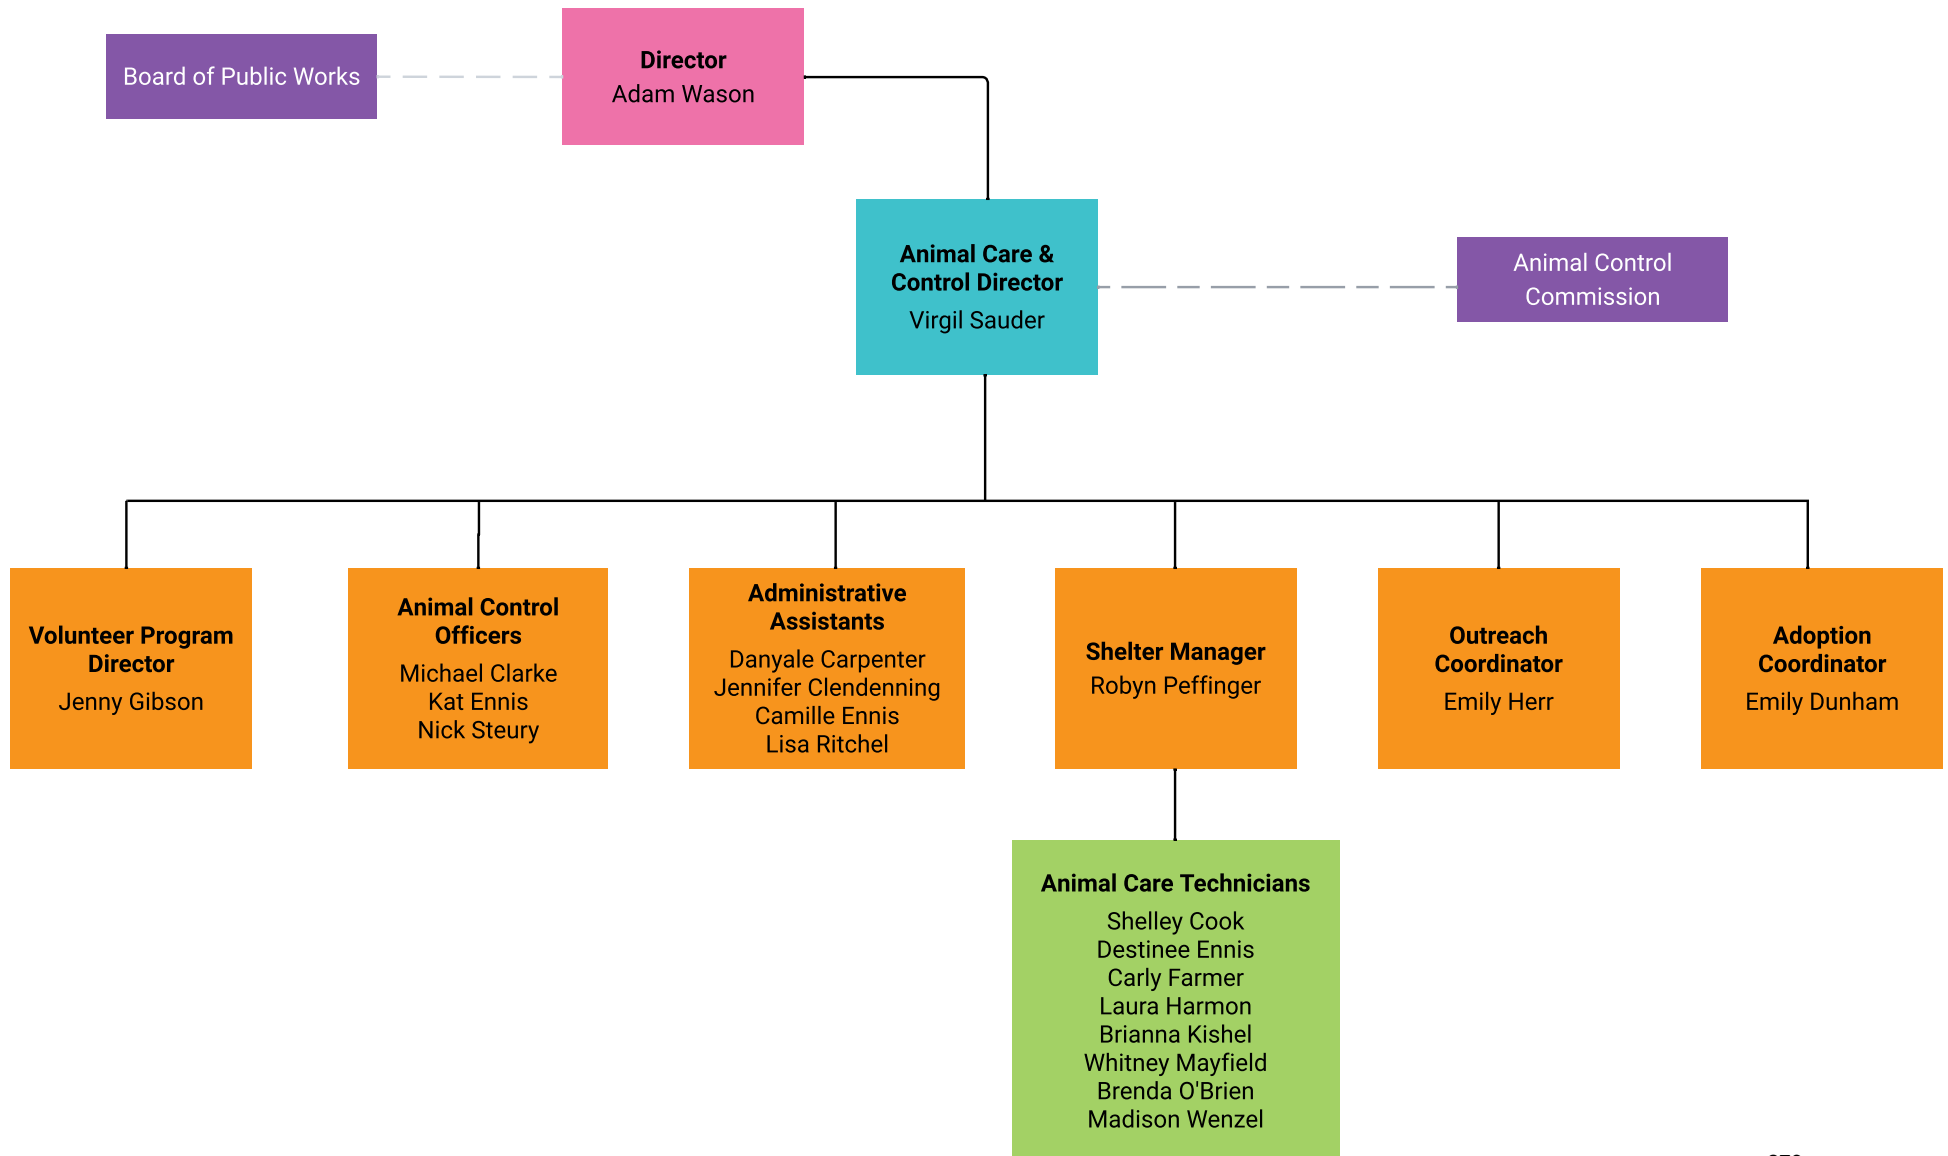 Board of Public Works
Director
Adam Wason
Animal Care &
Control Director
Virgil Sauder
Animal Control
Commission
Volunteer Program
Director
Jenny Gibson
Animal Control
Officers
Michael Clarke
Kat Ennis
Nick Steury
Administrative
Assistants
Danyale Carpenter
Jennifer Clendenning
Camille Ennis
Lisa Ritchel
Shelter Manager
Robyn Peffinger
Outreach
Coordinator
Emily Herr
Adoption
Coordinator
Emily Dunham
Animal Care Technicians
Shelley Cook
Destinee Ennis
Carly Farmer
Laura Harmon
Brianna Kishel
Whitney Mayfield
Brenda O'Brien
Madison Wenzel